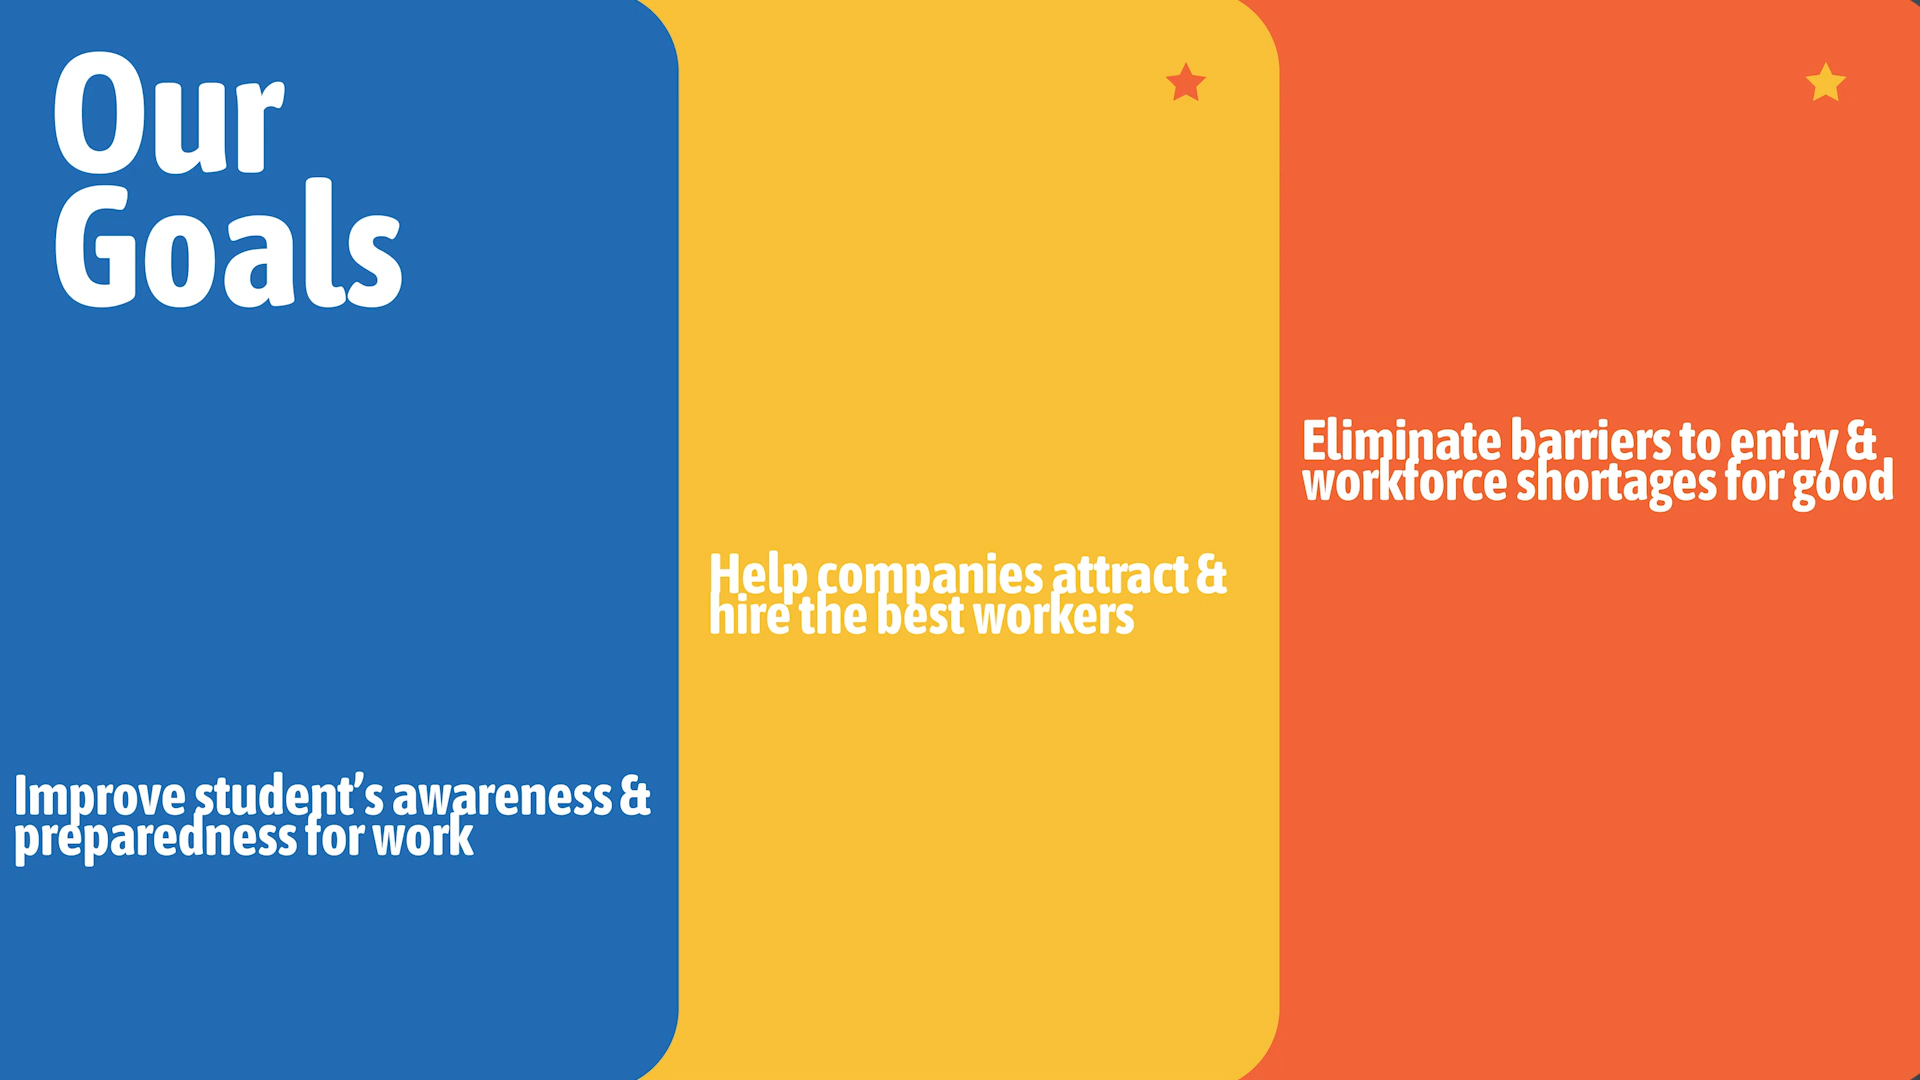 Our
Goals
Improve student’s awareness &
preparedness for work
Help companies attract &
hire the best workers
Eliminate barriers to entry &
workforce shortages for good